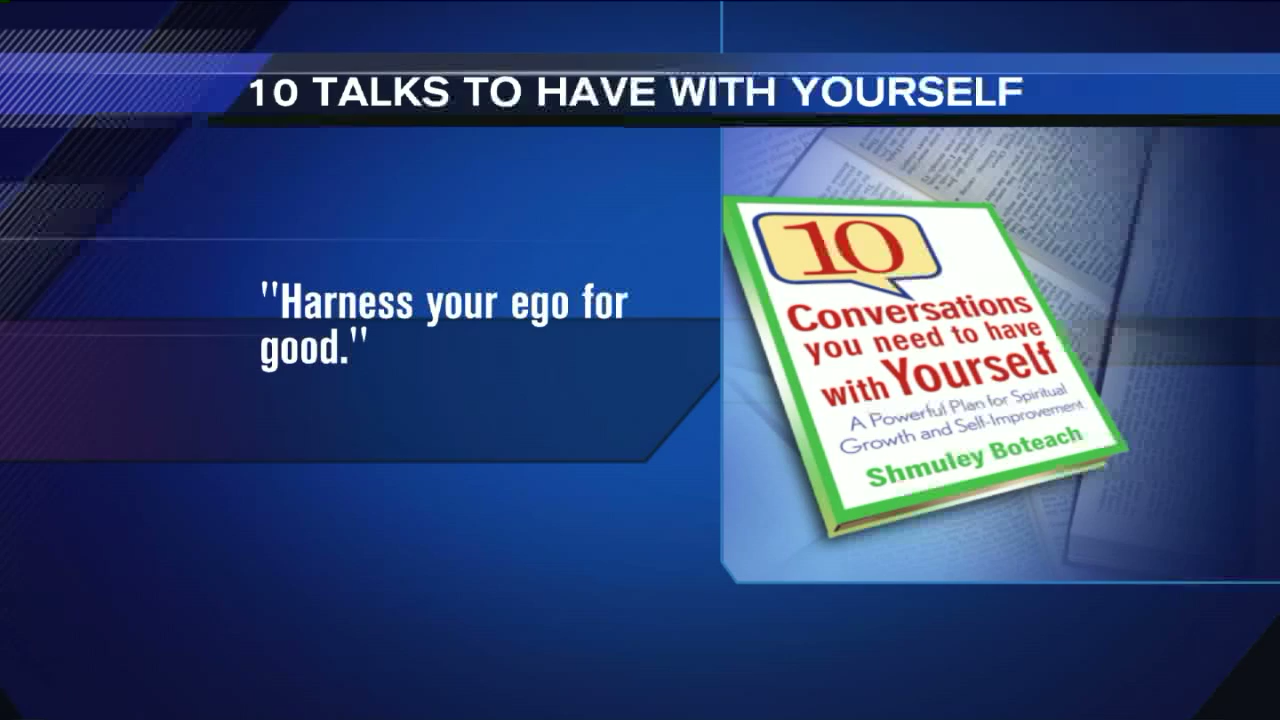 10 TALKS TO HAVE WITH YOURSELF
"Harness your ego for
good."
10
Conversations
you need to have
with Yourself
A Powerful Plan for Spiritual
Growth and Self-Improvement
Shmuley Boteach